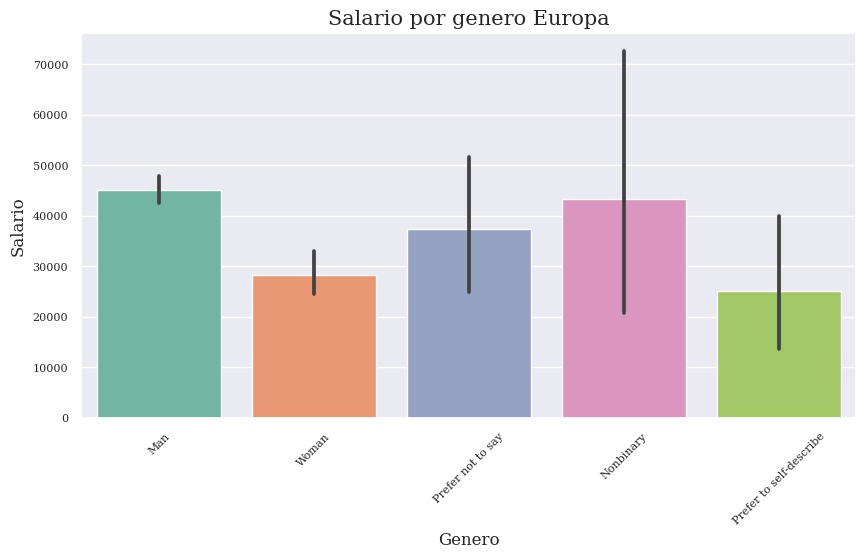 Salario por genero Europa
Salario
70000
60000
50000
40000
30000
20000
10000
0
Man
Woman
Prefer not to say
Nonbinary
Prefer to self-describe
Genero